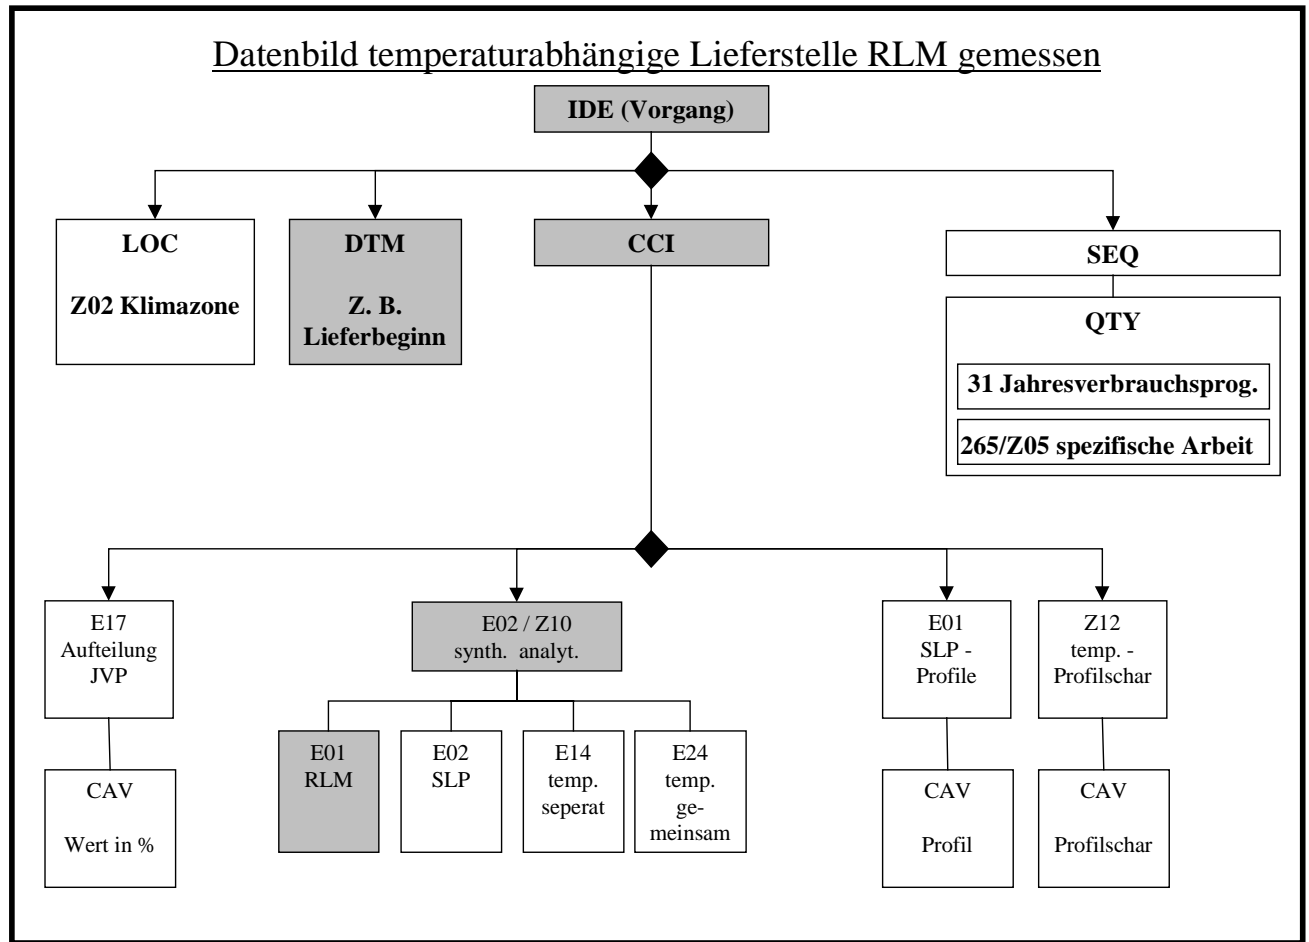 Datenbild temperaturabhängige Lieferstelle RLM gemessen
IDE (Vorgang)
LOC
Z02 Klimazone
DTM
Z. B.
Lieferbeginn
CCI
SEQ
QTY
31 Jahresverbrauchsprog.
265/Z05 spezifische Arbeit
E17
Aufteilung
JVP
E02 / Z10
synth. analyt.
E01
SLP -
Profile
Z12
temp. -
Profilschar
E01
RLM
E02
SLP
E14
temp.
seperat
E24
temp.
ge-
meinsam
CAV
Wert in %
CAV
Profil
CAV
Profilschar